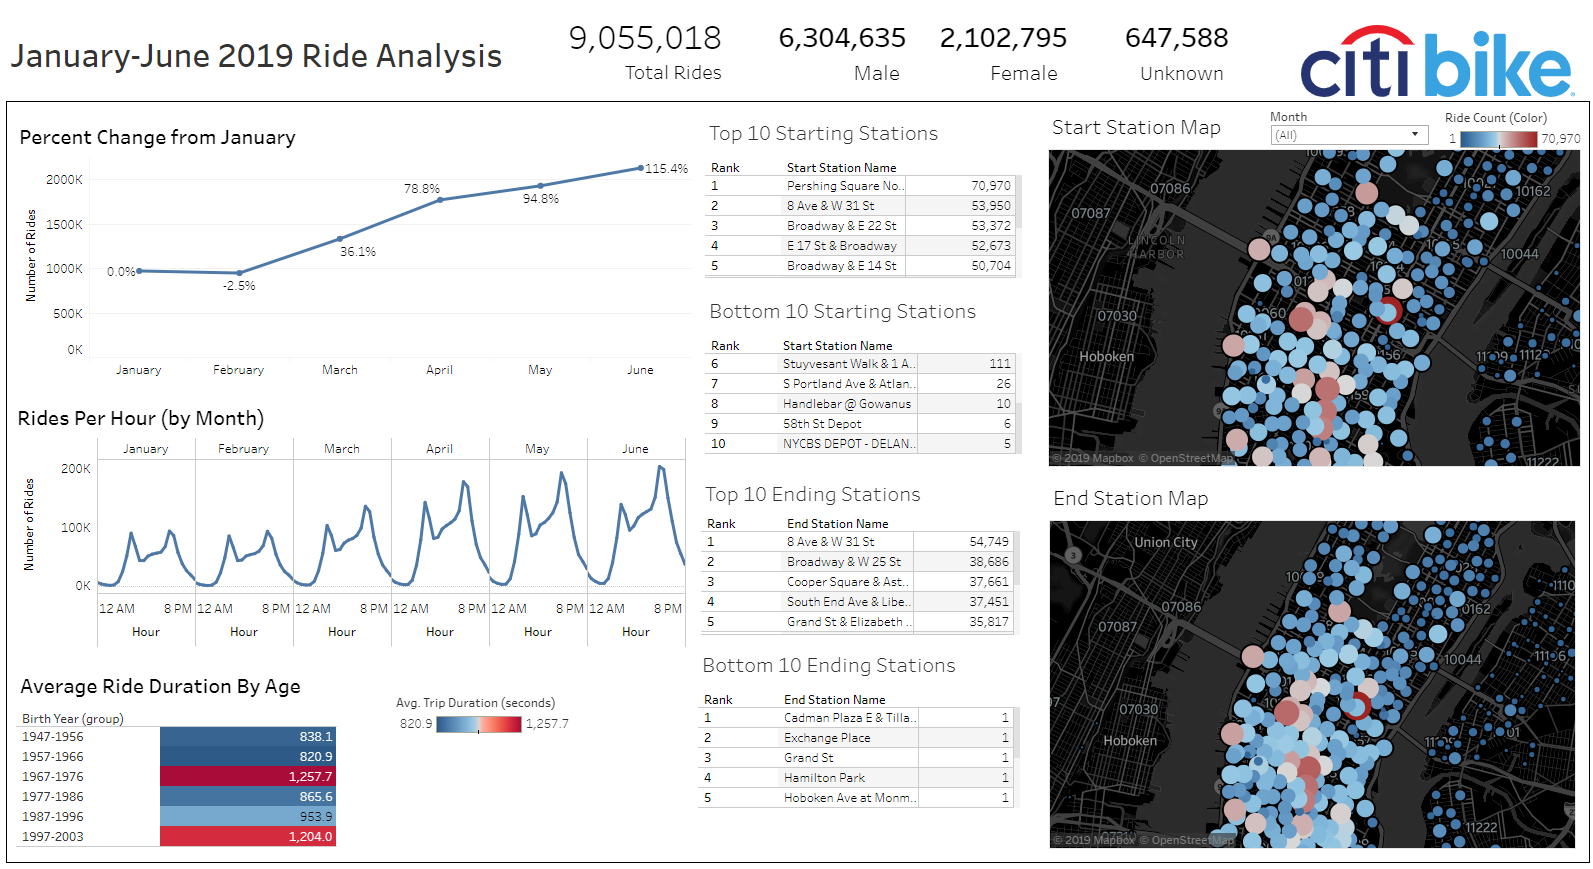 January-June 2019 Ride Analysis
9,055,018
Total Rides
6,304,635
Male
2,102,795
Female
647,588
Unknown
citi bike
Percent Change from January
Number of Rides
2000K
1500K
1000K
500K
0K
0.0%
-2.5%
36.1%
78.8%
94.8%
115.4%
January February March April May June
Rides Per Hour (by Month)
January February March April May June
Number of Rides
200K
100K
0K
12 AM 8 PM 12 AM 8 PM 12 AM 8 PM 12 AM 8 PM 12 AM 8 PM 12 AM 8 PM
Hour Hour Hour Hour Hour Hour
Average Ride Duration By Age
Birth Year (group)
1947-1956 838.1
1957-1966 820.9
1967-1976 1,257.7
1977-1986 865.6
1987-1996 953.9
1997-2003 1,204.0
Avg. Trip Duration (seconds)
820.9 1,257.7
Top 10 Starting Stations
Rank Start Station Name
1 Pershing Square No.. 70,970
2 8 Ave & W 31 St 53,950
3 Broadway & E 22 St 53,372
4 E 17 St & Broadway 52,673
5 Broadway & E 14 St 50,704
Bottom 10 Starting Stations
Rank Start Station Name
6 Stuyvesant Walk & 1 A.. 111
7 S Portland Ave & Atlan.. 26
8 Handlebar @ Gowanus 10
9 58th St Depot 6
10 NYCBS DEPOT - DELAN.. 5
Top 10 Ending Stations
Rank End Station Name
1 8 Ave & W 31 St 54,749
2 Broadway & W 25 St 38,686
3 Cooper Square & Ast.. 37,661
4 South End Ave & Libe.. 37,451
5 Grand St & Elizabeth .. 35,817
Bottom 10 Ending Stations
Rank End Station Name
1 Cadman Plaza E & Tilla.. 1
2 Exchange Place 1
3 Grand St 1
4 Hamilton Park 1
5 Hoboken Ave at Monm.. 1
Start Station Map
Month
(All)
Ride Count (Color)
1 70,970
07086
07087
10162
LINCOLN
HARBOR
10044
07030
Hoboken
11222
© 2019 Mapbox © OpenStreetMap
End Station Map
Union City
3
07086
07087
10044
07030
Hoboken
11222
© 2019 Mapbox © OpenStreetMap